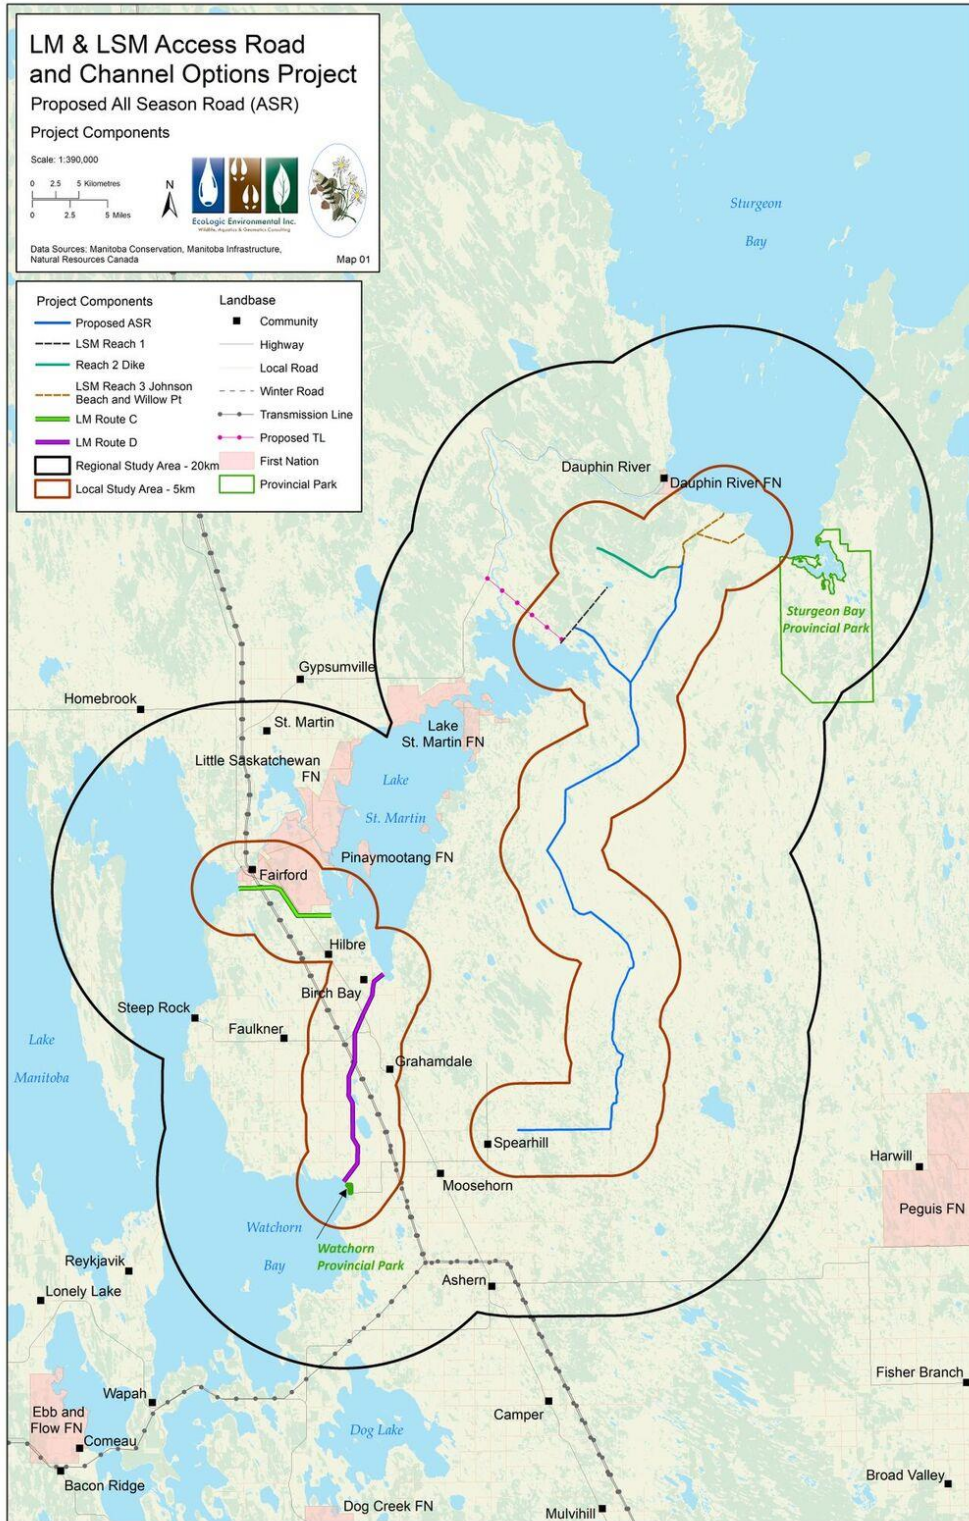 LM & LSM Access Road
and Channel Options Project
Proposed All Season Road (ASR)
Project Components
Scale: 1:390,000
0 2.5 5 Kilometres
0 2.5 5 Miles
N
EcoLogic Environmental Inc.
Wildlife, Aquatics & Geomatics Consulting
Data Sources: Manitoba Conservation, Manitoba Infrastructure,
Natural Resources Canada
Map 01
Project Components
Proposed ASR
LSM Reach 1
Reach 2 Dike
LSM Reach 3 Johnson
Beach and Willow Pt
LM Route C
LM Route D
Regional Study Area - 20km
Local Study Area - 5km
Landbase
Community
Highway
Local Road
Winter Road
Transmission Line
Proposed TL
First Nation
Provincial Park
Sturgeon
Bay
Dauphin River
Dauphin River FN
Sturgeon Bay
Provincial Park
Gypsumville
Homebrook
St. Martin
Lake
St. Martin FN
Little Saskatchewan
FN
Lake
St. Martin
Pinaymootang FN
Fairford
Hilbre
Birch Bay
Steep Rock
Faulkner
Lake
Manitoba
Grahamdale
Spearhill
Harwill
Moosehorn
Peguis FN
Watchorn
Bay
Watchorn
Provincial Park
Reykjavik
Ashern
Lonely Lake
Fisher Branch
Wapah
Camper
Ebb and
Flow FN
Dog Lake
Comeau
Broad Valley
Bacon Ridge
Dog Creek FN
Mulvihill